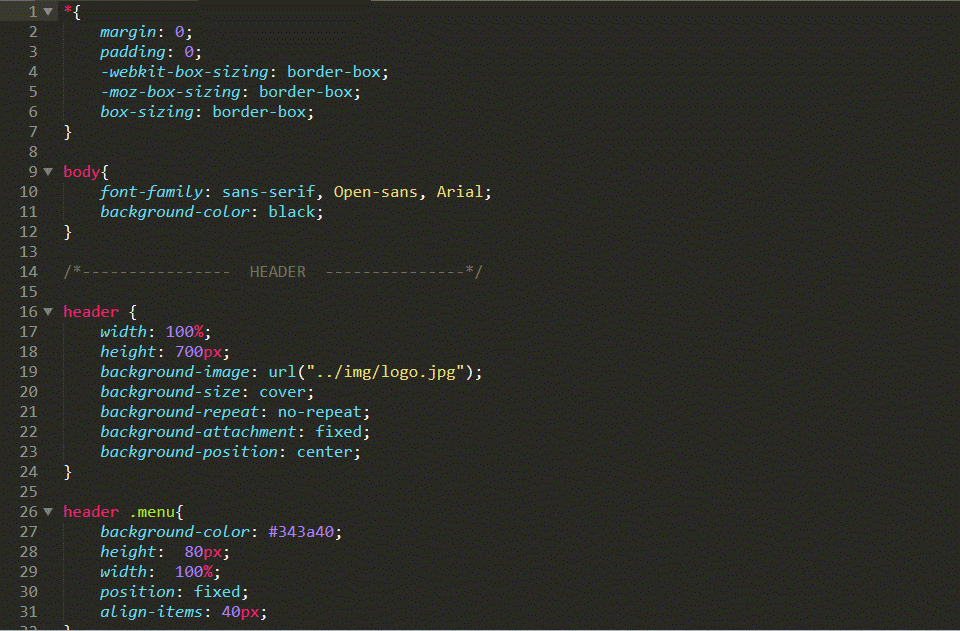 1 *{
2     margin: 0;
3     padding: 0;
4     -webkit-box-sizing: border-box;
5     -moz-box-sizing: border-box;
6     box-sizing: border-box;
7 }
8
9 body{
10     font-family: sans-serif, Open-sans, Arial;
11     background-color: black;
12 }
13
14 /*---------------- HEADER ---------------*/
15
16 header {
17     width: 100%;
18     height: 700px;
19     background-image: url("../img/logo.jpg");
20     background-size: cover;
21     background-repeat: no-repeat;
22     background-attachment: fixed;
23     background-position: center;
24 }
25
26 header .menu{
27     background-color: #343a40;
28     height:  80px;
29     width:  100%;
30     position: fixed;
31     align-items: 40px;
32 }